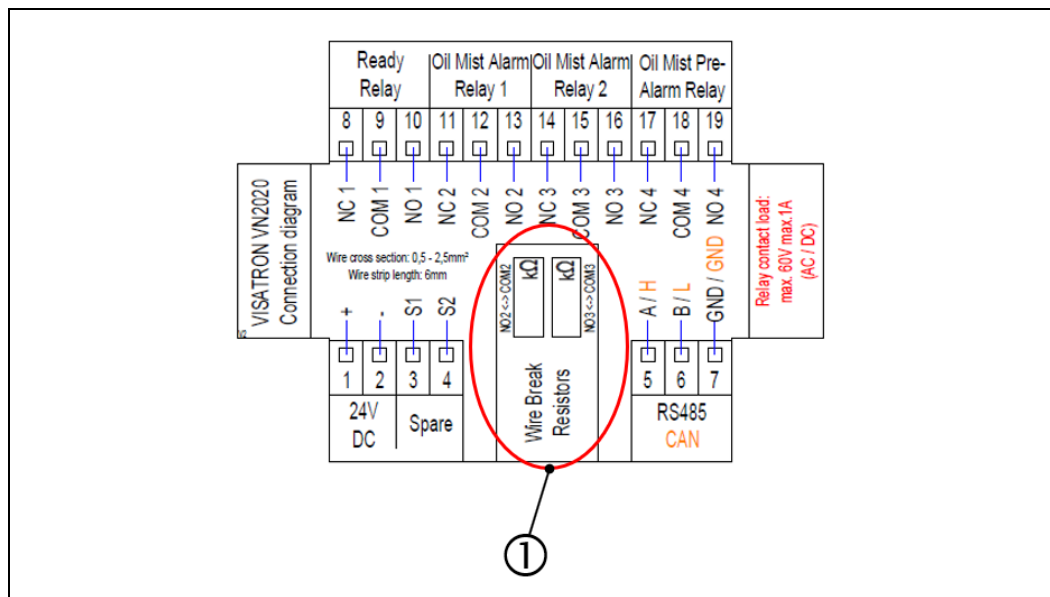 Ready
Relay
Oil Mist Alarm
Relay 1
Oil Mist Alarm
Relay 2
Oil Mist Pre-
Alarm Relay
8 9 10 11 12 13 14 15 16 17 18 19
VISATRON VN2020
Connection diagram
NC 1
COM 1
NO 1
NC 2
COM 2
NO 2
NC 3
COM 3
NO 3
NC 4
COM 4
NO 4
Relay contact load:
max. 60V max.1A
(AC / DC)
Wire cross section: 0,5 - 2,5mm²
Wire strip length: 6mm
+
-
S1
S2
NO2 <-> COM2
kΩ
kΩ
NO3 <-> COM3
Wire Break
Resistors
A / H
B / L
GND / GND
1 2 3 4
5 6 7
24V
DC
Spare
RS485
CAN
1